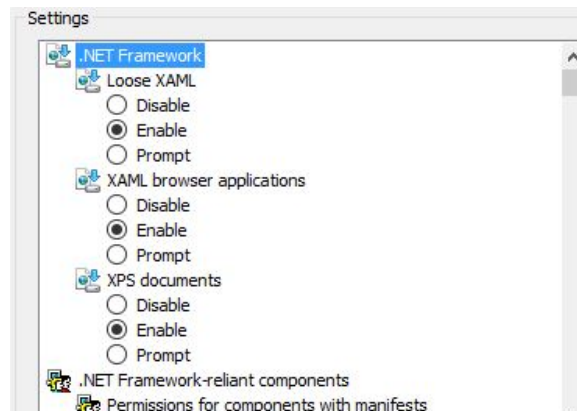 Settings
.NET Framework
Loose XAML
Disable
Enable
Prompt
XAML browser applications
Disable
Enable
Prompt
XPS documents
Disable
Enable
Prompt
.NET Framework-reliant components
Permissions for components with manifests